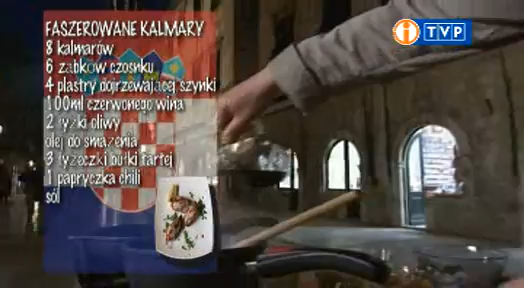 FASZEROWANE KALMARY
8 kalmarów
6 ząbków czosnku
4 plastry dojrzewającej szynki
100ml czerwonego wina
2 łyżki oliwy
olej do smażenia
3 łyżeczki bułki tartej
1 papryczka chili
sól
i TVP